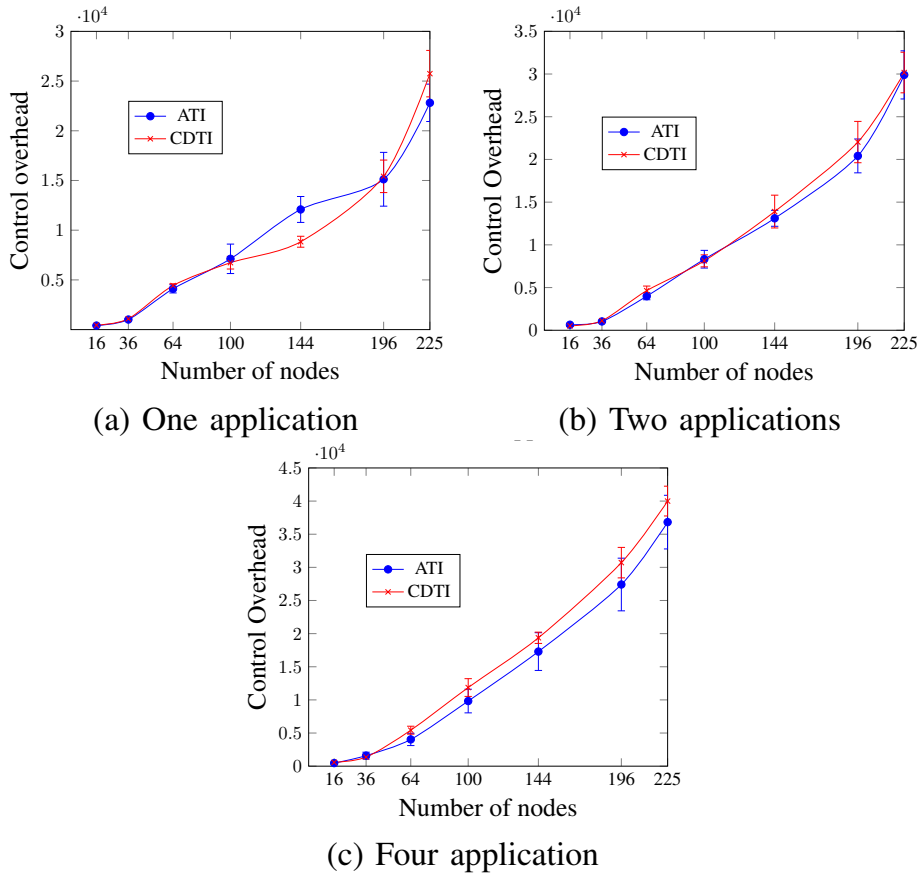 ·10⁴
3
2.5
2
1.5
1
0.5
Control overhead
ATI
CDTI
16 36 64 100 144 196 225
Number of nodes
(a) One application
·10⁴
3.5
3
2.5
2
1.5
1
0.5
0
Control Overhead
ATI
CDTI
16 36 64 100 144 196 225
Number of nodes
(b) Two applications
·10⁴
4.5
4
3.5
3
2.5
2
1.5
1
0.5
0
Control Overhead
ATI
CDTI
16 36 64 100 144 196 225
Number of nodes
(c) Four application